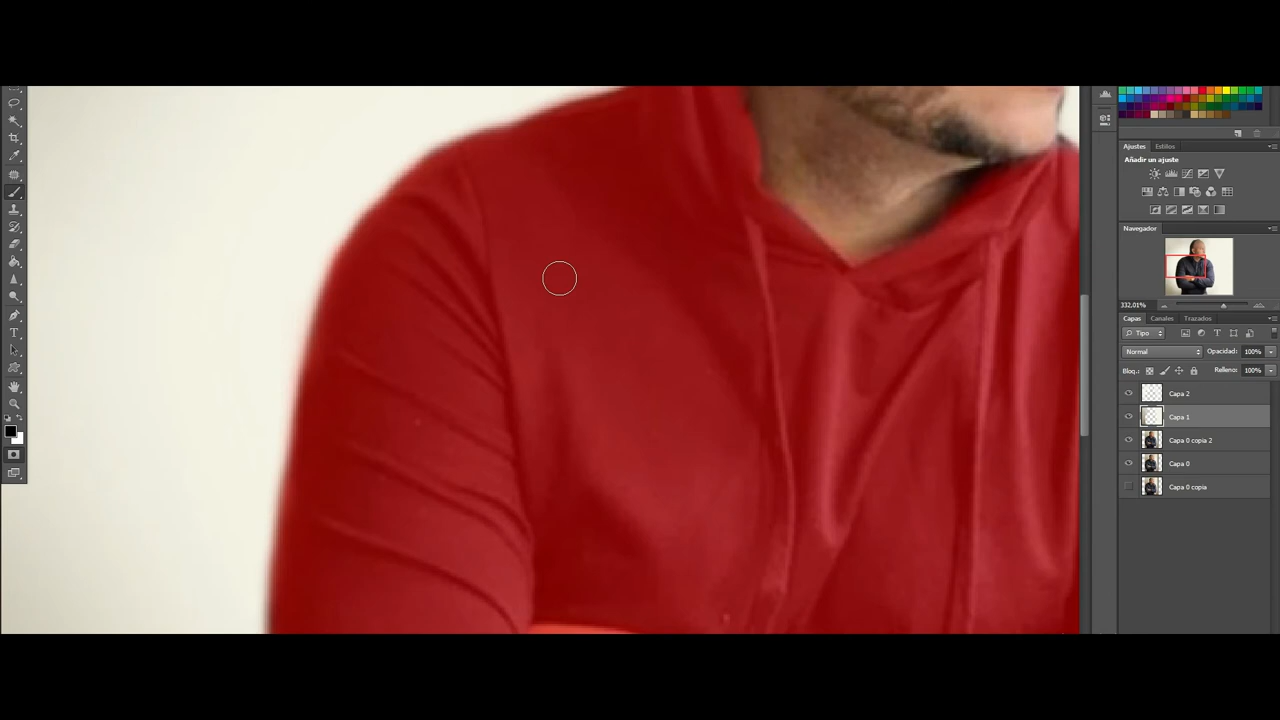 Ajustes Estilos
Añadir un ajuste
Navegador
332,01%
Capas Canales Trazados
Tipo
Normal Opacidad: 100%
Bloq.: Relleno: 100%
Capa 2
Capa 1
Capa 0 copia 2
Capa 0
Capa 0 copia